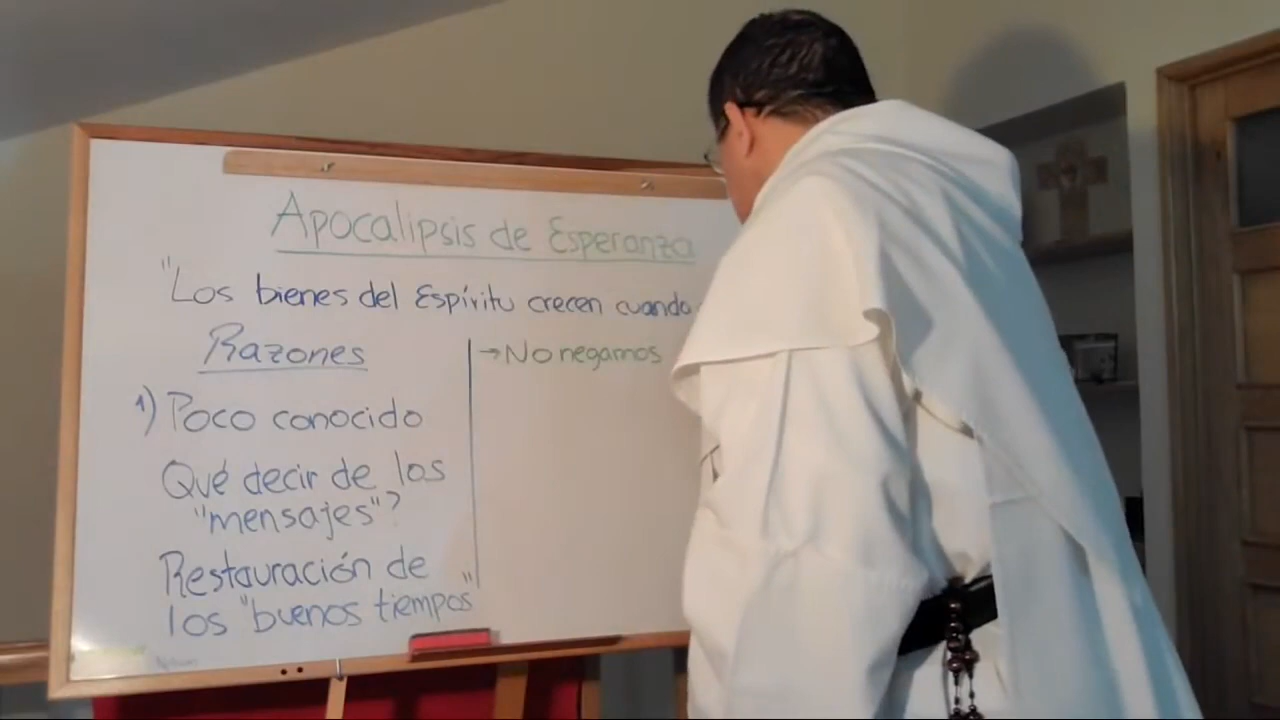 Apocalipsis de Esperanza
"Los bienes del Espíritu crecen cuando
Razones
→No negamos
1) Poco conocido
Qué decir de los
"mensajes"?
Restauración de
los "buenos tiempos"